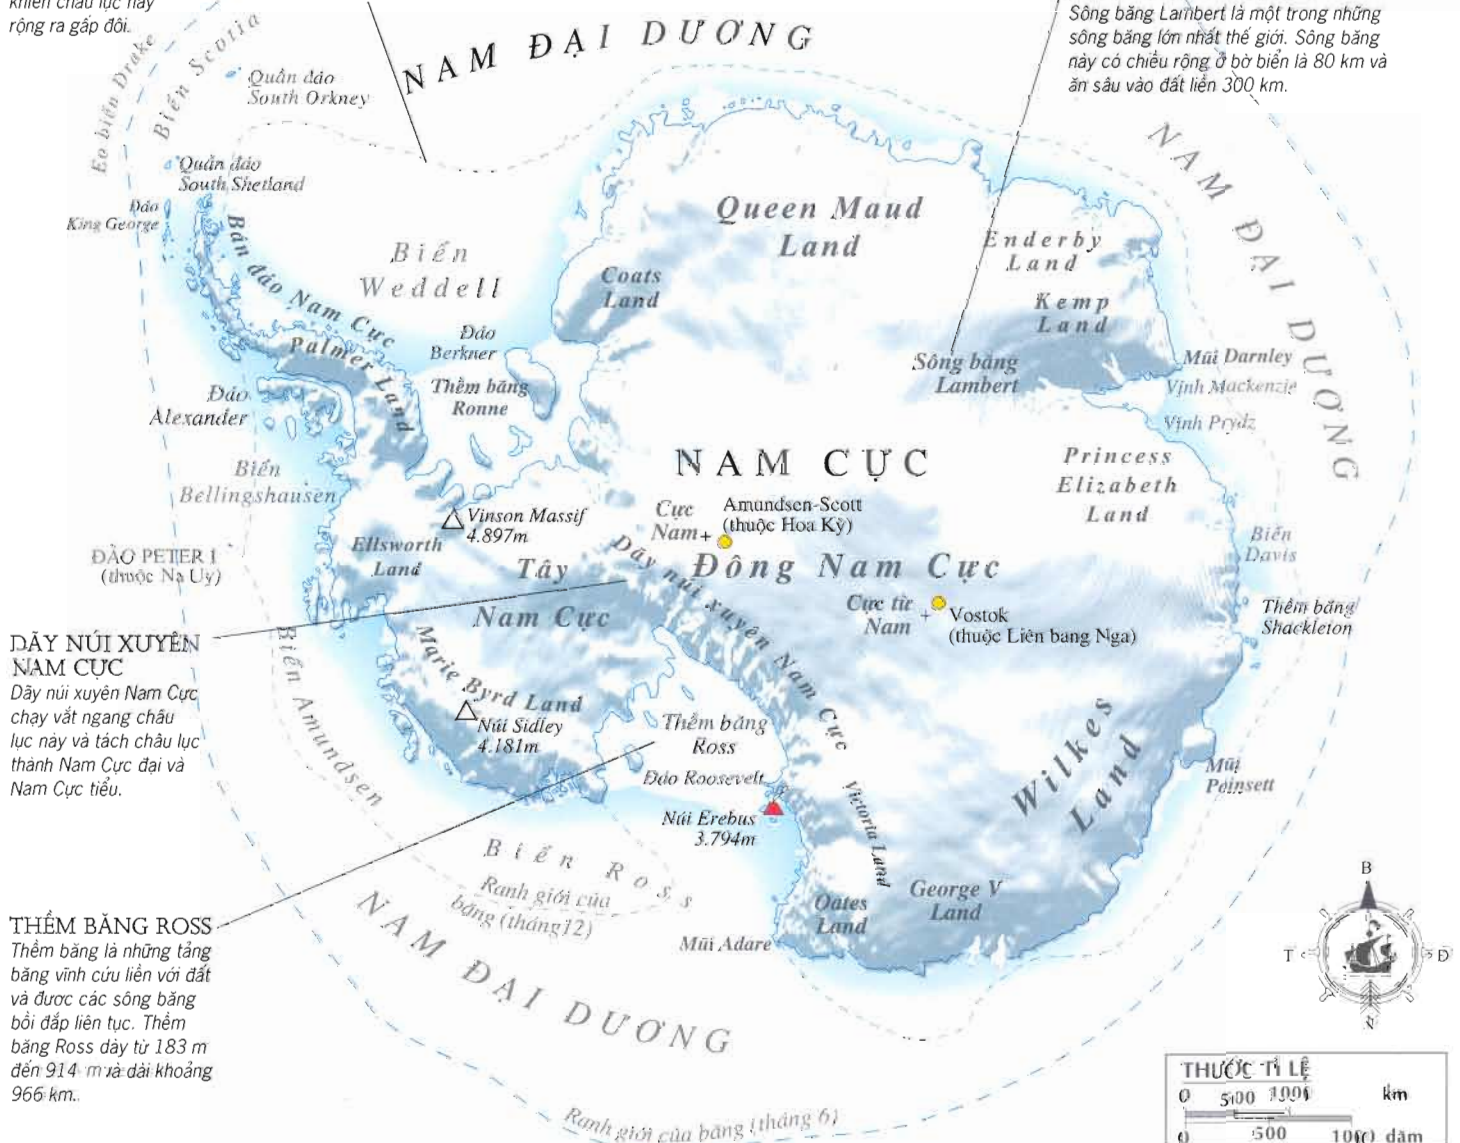 khiến châu lục này
rộng ra gấp đôi.
Sông băng Lambert là một trong những
sông băng lớn nhất thế giới. Sông băng
này có chiều rộng ở bờ biển là 80 km và
ăn sâu vào đất liền 300 km.
NAM ĐẠI DƯƠNG
Eo biển Drake
Biển Scotia
Quần đảo
South Orkney
Quần đảo
South Shetland
Đảo
King George
Bán đảo Nam Cực
Biển
Weddell
Queen Maud
Land
Coats
Land
Enderby
Land
Kemp
Land
NAM ĐẠI DƯƠNG
Đảo
Berkner
Palmer Land
Thềm băng
Ronne
Sông băng
Lambert
Mũi Darnley
Vịnh Mackenzie
Vịnh Prydz
Đảo
Alexander
Biển
Bellingshausen
NAM CỰC
Princess
Elizabeth
Land
Vinson Massif
4.897m
Cực
Nam
Amundsen-Scott
(thuộc Hoa Kỳ)
Ellsworth
Land
ĐẢO PETER I
(thuộc Na Uy)
Tây
Nam Cực
Đông Nam Cực
Dãy núi xuyên Nam Cực
Cực từ
Nam
Vostok
(thuộc Liên bang Nga)
Biển
Davis
Thềm băng
Shackleton
DÃY NÚI XUYÊN
NAM CỰC
Dãy núi xuyên Nam Cực
chạy vắt ngang châu
lục này và tách châu lục
thành Nam Cực đại và
Nam Cực tiểu.
Biển Amundsen
Marie Byrd Land
Núi Sidley
4.181m
Thềm băng
Ross
Đảo Roosevelt
Núi Erebus
3.794m
Victoria Land
Wilkes
Land
Mũi
Poinsett
Biển Ross
Ranh giới của
băng (tháng12)
Oates
Land
George V
Land
Mũi Adare
THỀM BĂNG ROSS
Thềm băng là những tảng
băng vĩnh cửu liền với đất
và được các sông băng
bồi đắp liên tục. Thềm
băng Ross dày từ 183 m
đến 914 m và dài khoảng
966 km.
NAM ĐẠI DƯƠNG
Ranh giới của băng (tháng 6)
B
T
Đ
N
THƯỚC TỈ LỆ
0 500 1000 km
0 500 1000 dặm